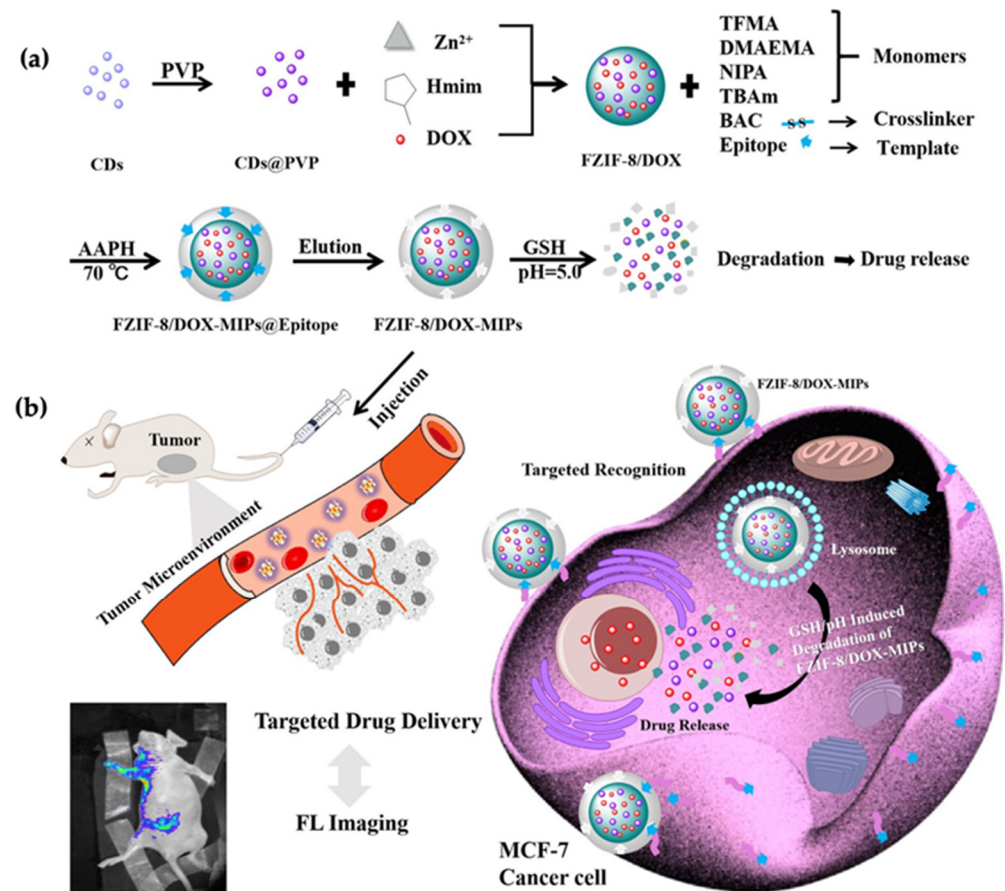 (a)
CDs
PVP
CDs@PVP
+
Zn²⁺
Hmim
DOX
FZIF-8/DOX
+
TFMA
DMAEMA
NIPA
TBAm
Monomers
BAC
s s
Crosslinker
Epitope
Template
AAPH
70 ℃
FZIF-8/DOX-MIPs@Epitope
Elution
FZIF-8/DOX-MIPs
GSH
pH=5.0
Degradation
Drug release
(b)
Injection
Tumor
Tumor Microenvironment
Targeted Drug Delivery
FL Imaging
FZIF-8/DOX-MIPs
Targeted Recognition
Lysosome
GSH/pH Induced
Degradation of
FZIF-8/DOX-MIPs
Drug Release
MCF-7
Cancer cell